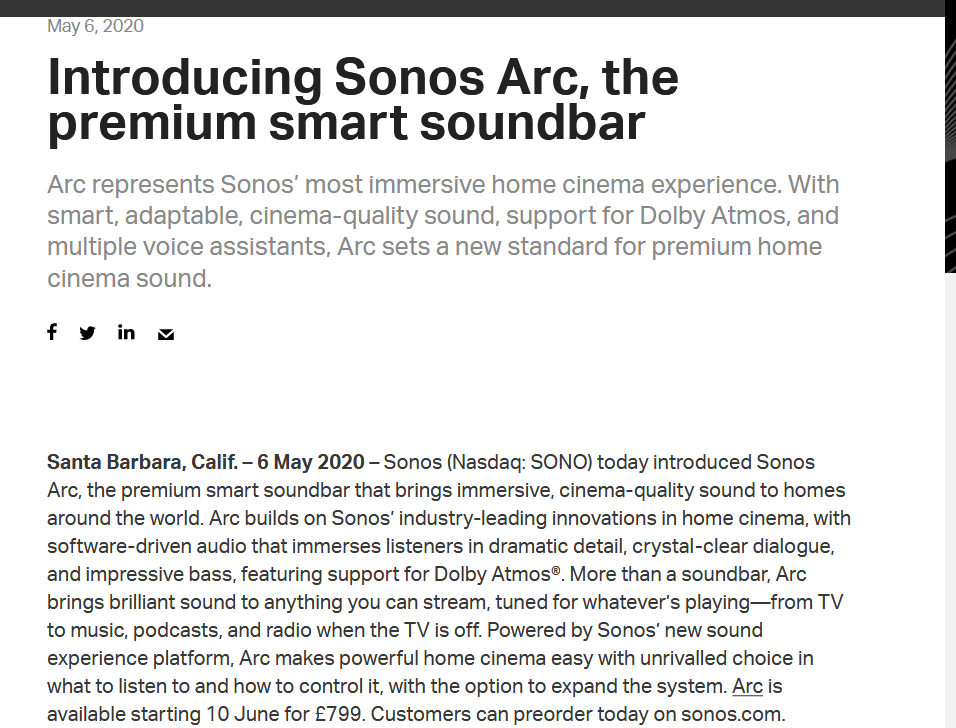 May 6, 2020
Introducing Sonos Arc, the
premium smart soundbar
Arc represents Sonos’ most immersive home cinema experience. With
smart, adaptable, cinema-quality sound, support for Dolby Atmos, and
multiple voice assistants, Arc sets a new standard for premium home
cinema sound.
Santa Barbara, Calif. – 6 May 2020 – Sonos (Nasdaq: SONO) today introduced Sonos
Arc, the premium smart soundbar that brings immersive, cinema-quality sound to homes
around the world. Arc builds on Sonos’ industry-leading innovations in home cinema, with
software-driven audio that immerses listeners in dramatic detail, crystal-clear dialogue,
and impressive bass, featuring support for Dolby Atmos®. More than a soundbar, Arc
brings brilliant sound to anything you can stream, tuned for whatever’s playing—from TV
to music, podcasts, and radio when the TV is off. Powered by Sonos’ new sound
experience platform, Arc makes powerful home cinema easy with unrivalled choice in
what to listen to and how to control it, with the option to expand the system. Arc is
available starting 10 June for £799. Customers can preorder today on sonos.com.